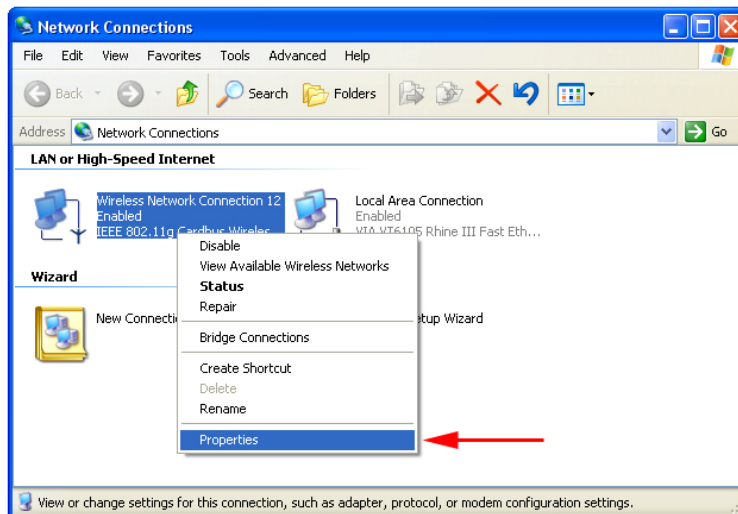 Network Connections
File Edit View Favorites Tools Advanced Help
Back Search Folders
Address Network Connections Go
LAN or High-Speed Internet
Wireless Network Connection 12
Enabled
IEEE 802.11g Cardbus Wireles...
Local Area Connection
Enabled
VIA VT6105 Rhine III Fast Eth...
Disable
View Available Wireless Networks
Status
Repair
Bridge Connections
Create Shortcut
Delete
Rename
Properties
Wizard
New Connecti
etup Wizard
View or change settings for this connection, such as adapter, protocol, or modem configuration settings.